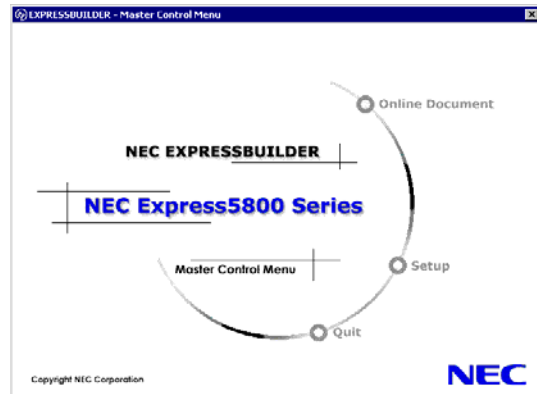 EXPRESSBUILDER - Master Control Menu
Online Document
NEC EXPRESSBUILDER
NEC Express5800 Series
Master Control Menu
Setup
Quit
Copyright NEC Corporation
NEC